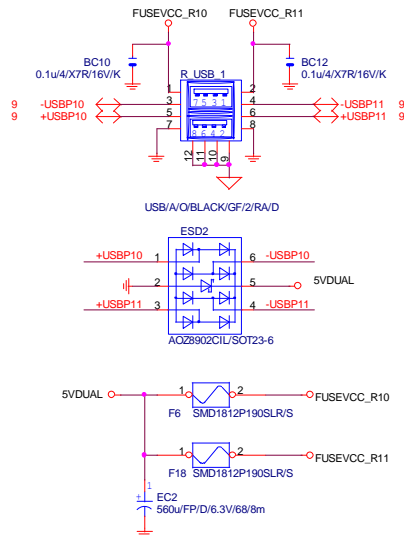 FUSEVCC_R10 FUSEVCC_R11
BC10 BC12
0.1u/4/X7R/16V/K 0.1u/4/X7R/16V/K
R_USB_1
1 2
9 -USBP10 3 7 5 3 1 4 -USBP11 9
9 +USBP10 5 6 +USBP11 9
7 8 6 4 2 8
12 11 10 9
USB/A/O/BLACK/GF/2/RA/D
ESD2
+USBP10 1 6 -USBP10
2 5 5VDUAL
+USBP11 3 4 -USBP11
AOZ8902CIL/SOT23-6
5VDUAL 1 2 FUSEVCC_R10
F6 SMD1812P190SLR/S
1 2 FUSEVCC_R11
F18 SMD1812P190SLR/S
1
+ EC2
560u/FP/D/6.3V/68/8m